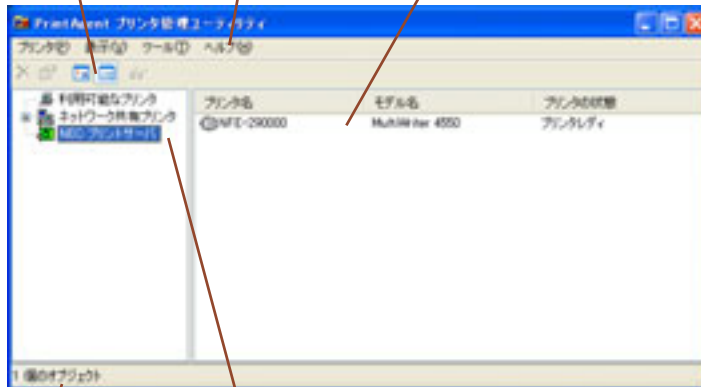 PrintAgent プリンタ管理ユーティリティ
プリンタ(P) 表示(V) ツール(T) ヘルプ(H)
利用可能なプリンタ
ネットワーク共有プリンタ
NEC プリントサーバ
プリンタ名 モデル名 プリンタの状態
MultiWriter 4550 プリンタレディ
1 個のオブジェクト